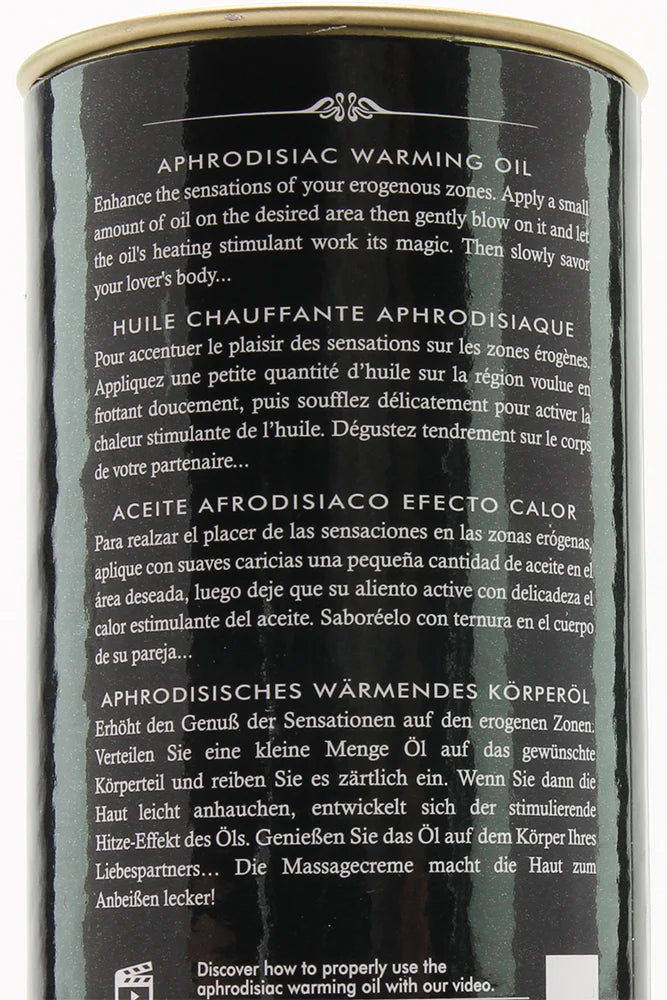 APHRODISIAC WARMING OIL
Enhance the sensations of your erogenous zones. Apply a small
amount of oil on the desired area then gently blow on it and let
the oil's heating stimulant work its magic. Then slowly savor
your lover's body...
HUILE CHAUFFANTE APHRODISIAQUE
Pour accentuer le plaisir des sensations sur les zones érogènes.
Appliquez une petite quantité d’huile sur la région voulue en
frottant doucement, puis soufflez délicatement pour activer la
chaleur stimulante de l’huile. Dégustez tendrement sur le corps
de votre partenaire...
ACEITE AFRODISIACO EFECTO CALOR
Para realzar el placer de las sensaciones en las zonas erógenas,
aplique con suaves caricias una pequeña cantidad de aceite en el
área deseada, luego deje que su aliento active con delicadeza el
calor estimulante del aceite. Saboréelo con ternura en el cuerpo
de su pareja...
APHRODISISCHES WÄRMENDES KÖRPERÖL
Erhöht den Genuß der Sensationen auf den erogenen Zonen.
Verteilen Sie eine kleine Menge Öl auf das gewünschte
Körperteil und reiben Sie es zärtlich ein. Wenn Sie dann die
Haut leicht anhauchen, entwickelt sich der stimulierende
Hitze-Effekt des Öls. Genießen Sie das Öl auf dem Körper Ihres
Liebespartners... Die Massagecreme macht die Haut zum
Anbeißen lecker!
Discover how to properly use the
aphrodisiac warming oil with our video.